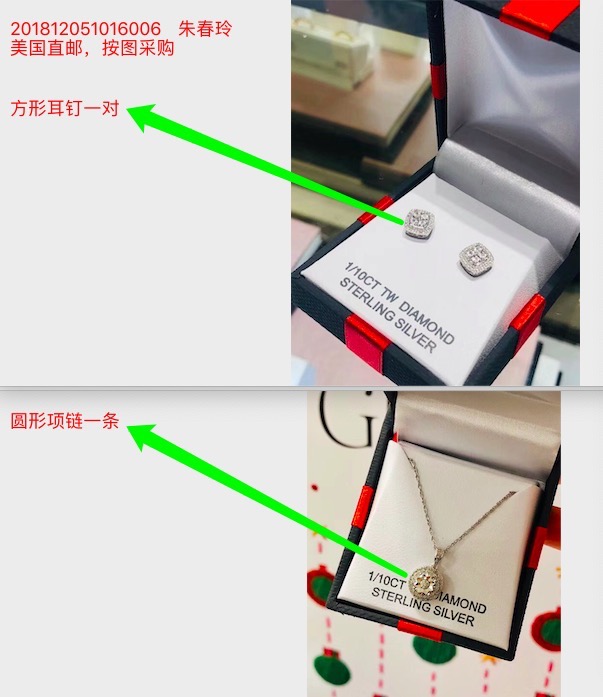 201812051016006 朱春玲
美国直邮，按图采购
方形耳钉一对
1/10CT TW DIAMOND
STERLING SILVER
圆形项链一条
G
1/10CT
DIAMOND
STERLING SILVER